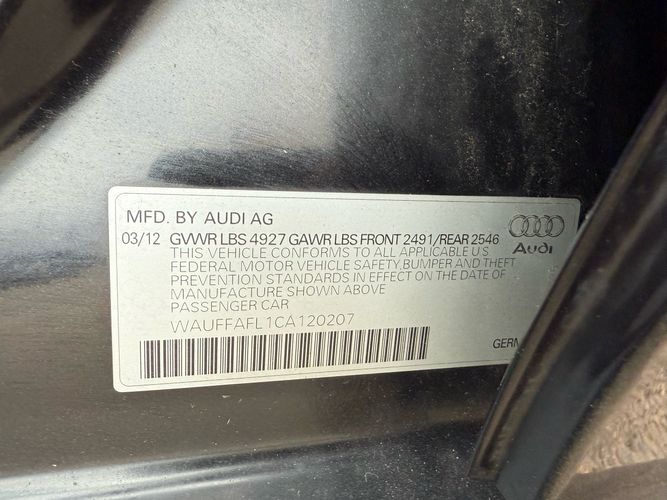 MFD. BY AUDI AG
03/12 GVWR LBS 4927 GAWR LBS FRONT 2491/REAR 2546
THIS VEHICLE CONFORMS TO ALL APPLICABLE U S
FEDERAL MOTOR VEHICLE SAFETY,BUMPER AND THEFT
PREVENTION STANDARDS IN EFFECT ON THE DATE OF
MANUFACTURE SHOWN ABOVE
PASSENGER CAR
WAUFFAFL1CA120207
GERM
Audi